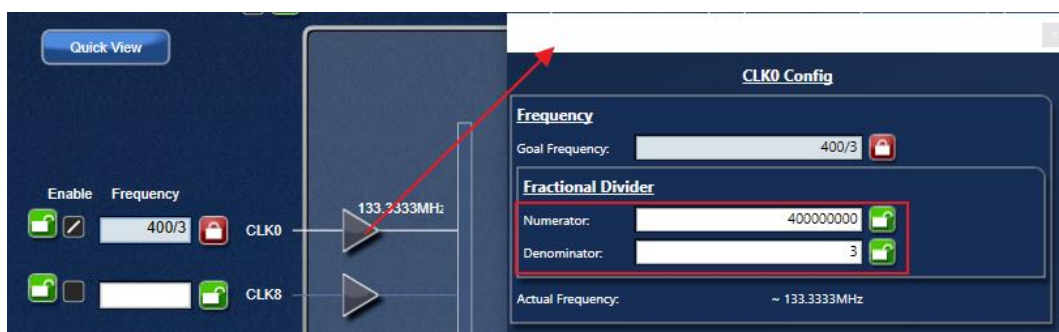 Quick View
Enable Frequency
400/3 CLK0
133.3333MHz
CLK8
CLK0 Config
Frequency
Goal Frequency: 400/3
Fractional Divider
Numerator: 400000000
Denominator: 3
Actual Frequency: ~ 133.3333MHz